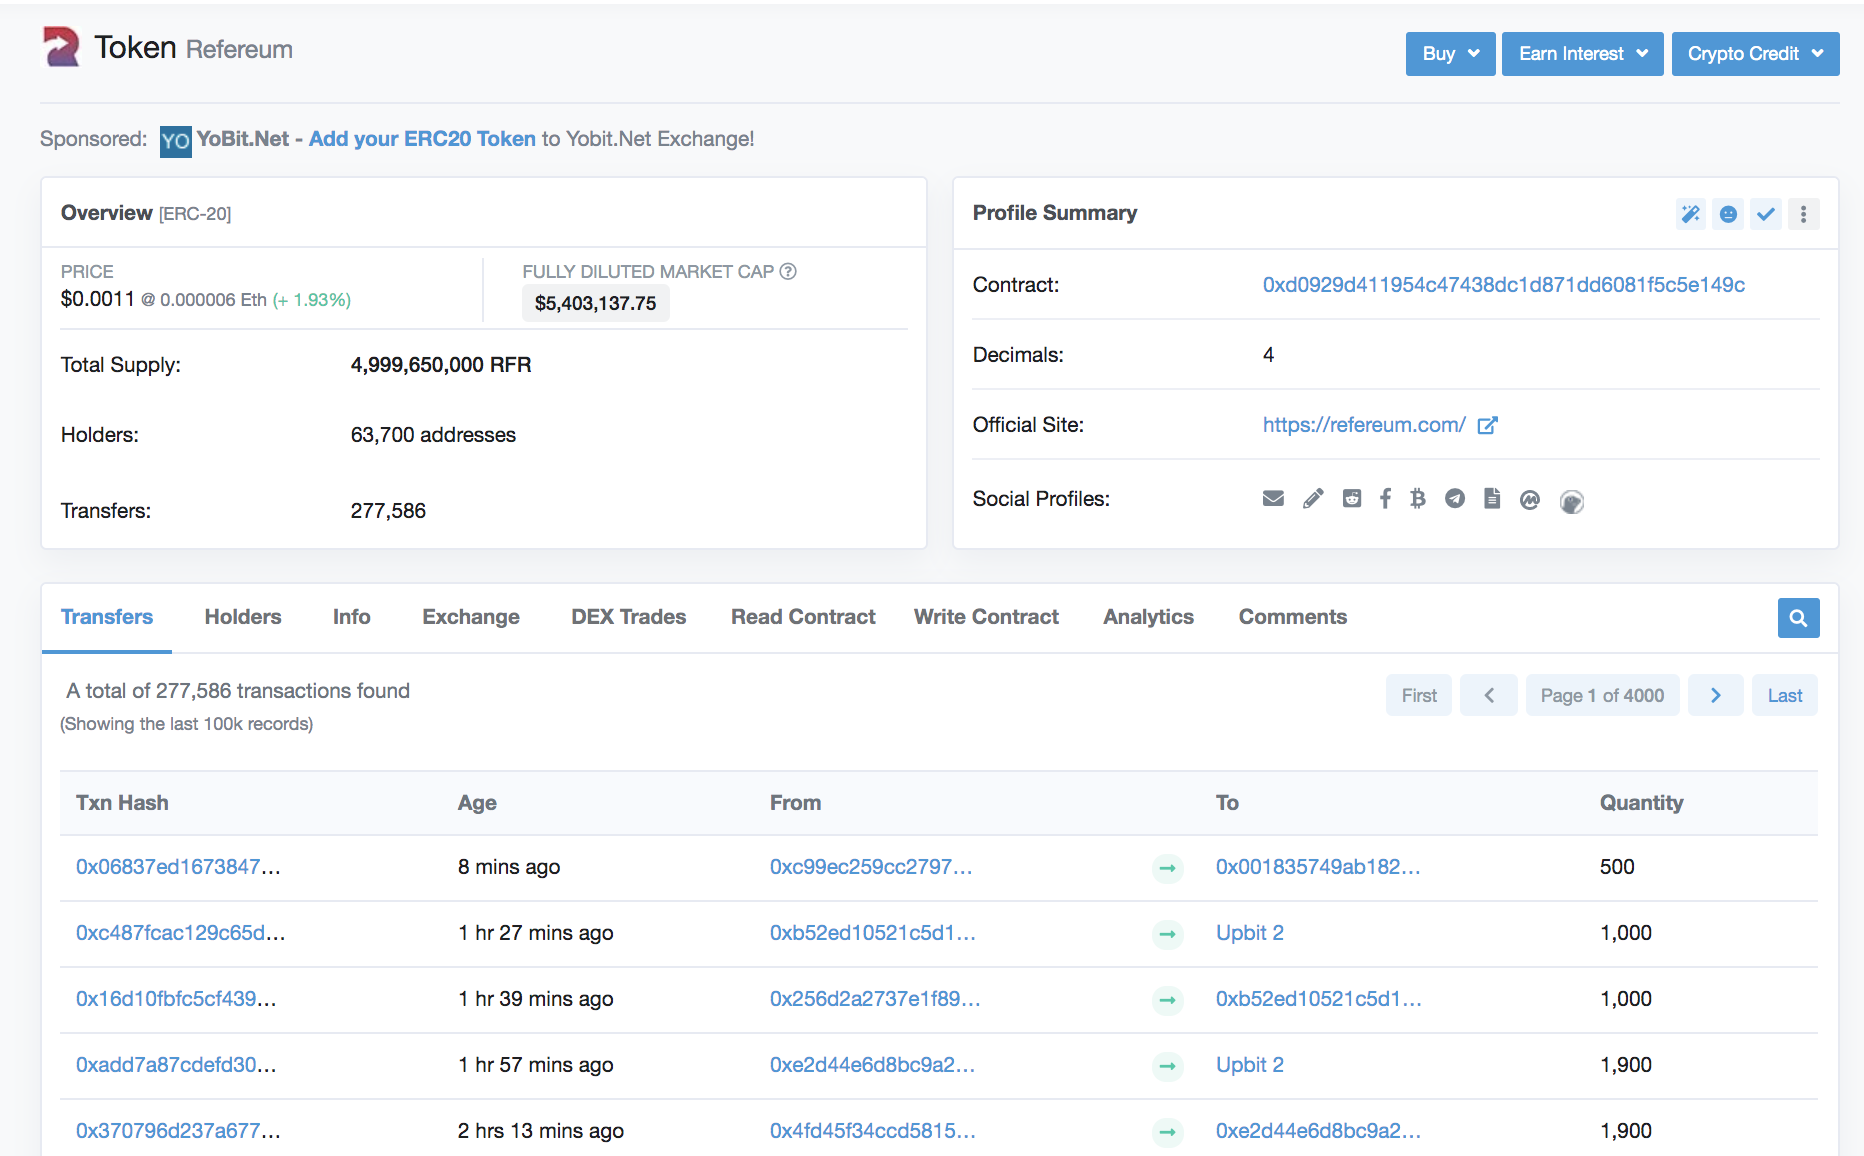 Token Refereum
Buy
Earn Interest
Crypto Credit
Sponsored: YO YoBit.Net - Add your ERC20 Token to Yobit.Net Exchange!
Overview [ERC-20]
PRICE
$0.0011 @ 0.000006 Eth (+ 1.93%)
FULLY DILUTED MARKET CAP
$5,403,137.75
Total Supply: 4,999,650,000 RFR
Holders: 63,700 addresses
Transfers: 277,586
Profile Summary
Contract: 0xd0929d411954c47438dc1d871dd6081f5c5e149c
Decimals: 4
Official Site: https://refereum.com/
Social Profiles:
Transfers Holders Info Exchange DEX Trades Read Contract Write Contract Analytics Comments
A total of 277,586 transactions found
(Showing the last 100k records)
First Page 1 of 4000 Last
Txn Hash Age From To Quantity
0x06837ed1673847... 8 mins ago 0xc99ec259cc2797... 0x001835749ab182... 500
0xc487fcac129c65d... 1 hr 27 mins ago 0xb52ed10521c5d1... Upbit 2 1,000
0x16d10fbfc5cf439... 1 hr 39 mins ago 0x256d2a2737e1f89... 0xb52ed10521c5d1... 1,000
0xadd7a87cdefd30... 1 hr 57 mins ago 0xe2d44e6d8bc9a2... Upbit 2 1,900
0x370796d237a677... 2 hrs 13 mins ago 0x4fd45f34ccd5815... 0xe2d44e6d8bc9a2... 1,900